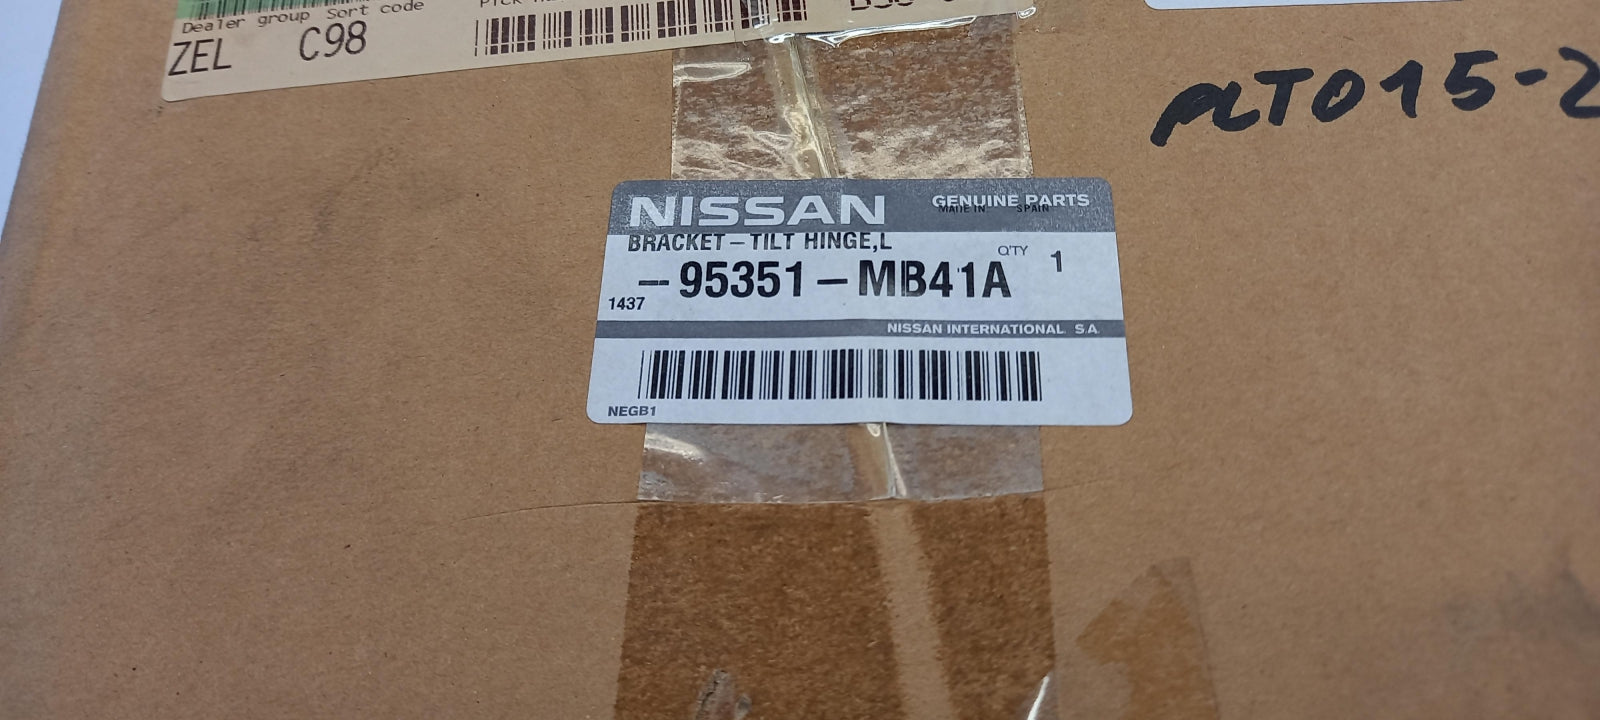 Dealer group Sort code
ZEL C98
PLT015-2
NISSAN GENUINE PARTS
MADE IN SPAIN
BRACKET-TILT HINGE,L
Q'TY 1
-95351-MB41A
1437
NISSAN INTERNATIONAL S.A.
NEGB1